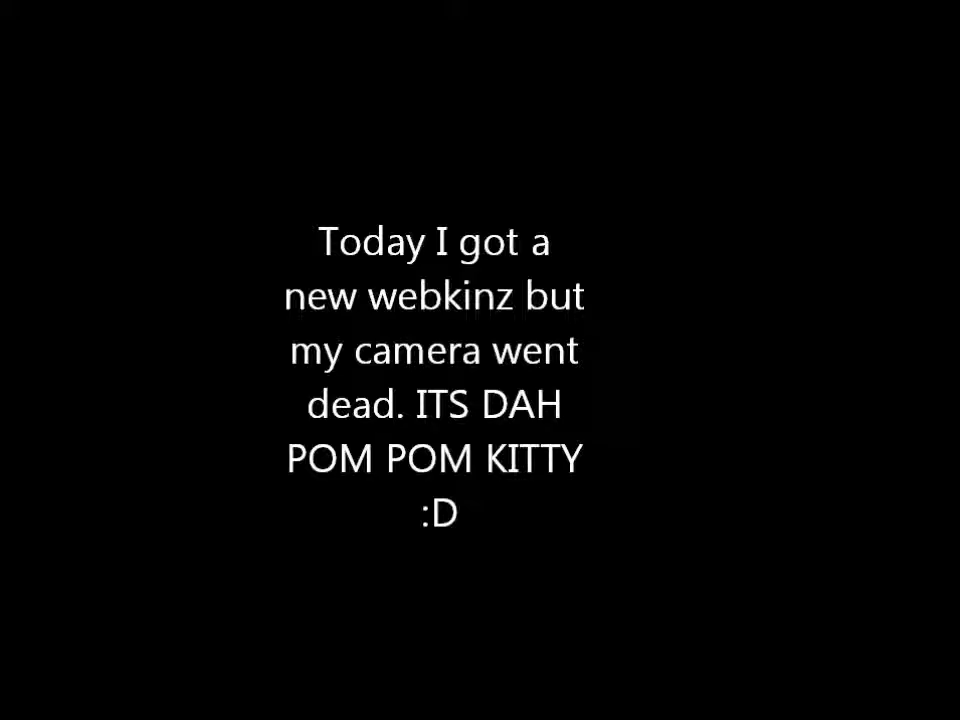 Today I got a
new webkinz but
my camera went
dead. ITS DAH
POM POM KITTY
:D